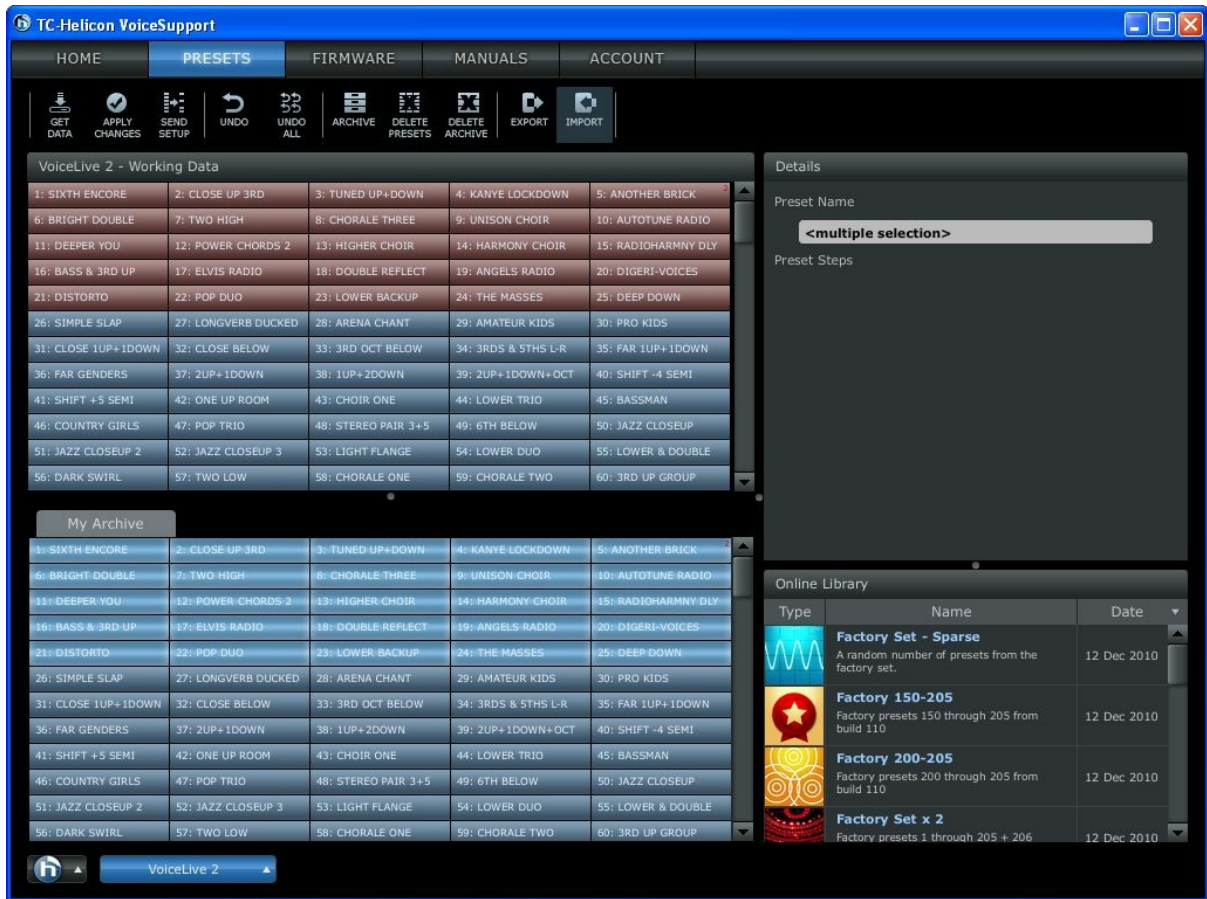 TC-Helicon VoiceSupport
HOME PRESETS FIRMWARE MANUALS ACCOUNT
GET DATA APPLY CHANGES SEND SETUP UNDO UNDO ALL ARCHIVE DELETE PRESETS DELETE ARCHIVE EXPORT IMPORT
VoiceLive 2 - Working Data
1: SIXTH ENCORE 2: CLOSE UP 3RD 3: TUNED UP+DOWN 4: KANYE LOCKDOWN 5: ANOTHER BRICK 2
6: BRIGHT DOUBLE 7: TWO HIGH 8: CHORALE THREE 9: UNISON CHOIR 10: AUTOTUNE RADIO
11: DEEPER YOU 12: POWER CHORDS 2 13: HIGHER CHOIR 14: HARMONY CHOIR 15: RADIOHARMNY DLY
16: BASS & 3RD UP 17: ELVIS RADIO 18: DOUBLE REFLECT 19: ANGELS RADIO 20: DIGERI-VOICES
21: DISTORTO 22: POP DUO 23: LOWER BACKUP 24: THE MASSES 25: DEEP DOWN
26: SIMPLE SLAP 27: LONGVERB DUCKED 28: ARENA CHANT 29: AMATEUR KIDS 30: PRO KIDS
31: CLOSE 1UP+1DOWN 32: CLOSE BELOW 33: 3RD OCT BELOW 34: 3RDS & 5THS L-R 35: FAR 1UP+1DOWN
36: FAR GENDERS 37: 2UP+1DOWN 38: 1UP+2DOWN 39: 2UP+1DOWN+OCT 40: SHIFT -4 SEMI
41: SHIFT +5 SEMI 42: ONE UP ROOM 43: CHOIR ONE 44: LOWER TRIO 45: BASSMAN
46: COUNTRY GIRLS 47: POP TRIO 48: STEREO PAIR 3+5 49: 6TH BELOW 50: JAZZ CLOSEUP
51: JAZZ CLOSEUP 2 52: JAZZ CLOSEUP 3 53: LIGHT FLANGE 54: LOWER DUO 55: LOWER & DOUBLE
56: DARK SWIRL 57: TWO LOW 58: CHORALE ONE 59: CHORALE TWO 60: 3RD UP GROUP
My Archive
1: SIXTH ENCORE 2: CLOSE UP 3RD 3: TUNED UP+DOWN 4: KANYE LOCKDOWN 5: ANOTHER BRICK 2
6: BRIGHT DOUBLE 7: TWO HIGH 8: CHORALE THREE 9: UNISON CHOIR 10: AUTOTUNE RADIO
11: DEEPER YOU 12: POWER CHORDS 2 13: HIGHER CHOIR 14: HARMONY CHOIR 15: RADIOHARMNY DLY
16: BASS & 3RD UP 17: ELVIS RADIO 18: DOUBLE REFLECT 19: ANGELS RADIO 20: DIGERI-VOICES
21: DISTORTO 22: POP DUO 23: LOWER BACKUP 24: THE MASSES 25: DEEP DOWN
26: SIMPLE SLAP 27: LONGVERB DUCKED 28: ARENA CHANT 29: AMATEUR KIDS 30: PRO KIDS
31: CLOSE 1UP+1DOWN 32: CLOSE BELOW 33: 3RD OCT BELOW 34: 3RDS & 5THS L-R 35: FAR 1UP+1DOWN
36: FAR GENDERS 37: 2UP+1DOWN 38: 1UP+2DOWN 39: 2UP+1DOWN+OCT 40: SHIFT -4 SEMI
41: SHIFT +5 SEMI 42: ONE UP ROOM 43: CHOIR ONE 44: LOWER TRIO 45: BASSMAN
46: COUNTRY GIRLS 47: POP TRIO 48: STEREO PAIR 3+5 49: 6TH BELOW 50: JAZZ CLOSEUP
51: JAZZ CLOSEUP 2 52: JAZZ CLOSEUP 3 53: LIGHT FLANGE 54: LOWER DUO 55: LOWER & DOUBLE
56: DARK SWIRL 57: TWO LOW 58: CHORALE ONE 59: CHORALE TWO 60: 3RD UP GROUP
Details
Preset Name
<multiple selection>
Preset Steps
Online Library
Type Name Date
Factory Set - Sparse
A random number of presets from the
factory set.
12 Dec 2010
Factory 150-205
Factory presets 150 through 205 from
build 110
12 Dec 2010
Factory 200-205
Factory presets 200 through 205 from
build 110
12 Dec 2010
Factory Set x 2
Factory presets 1 through 205 + 206
12 Dec 2010
h VoiceLive 2